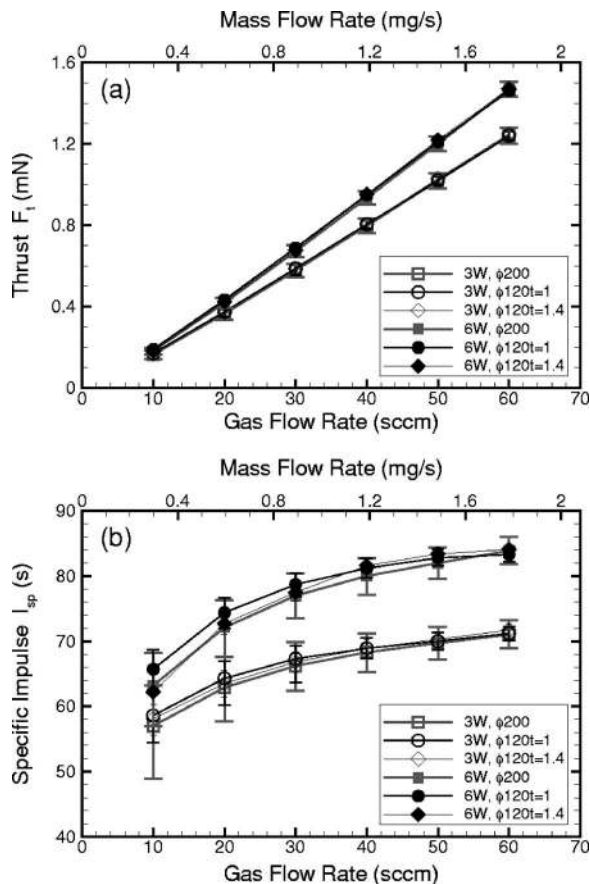 Mass Flow Rate (mg/s)
0 0.4 0.8 1.2 1.6 2
(a)
1.6
1.2
0.8
0.4
0
Thrust Ft (mN)
3W, ϕ200
3W, ϕ120t=1
3W, ϕ120t=1.4
6W, ϕ200
6W, ϕ120t=1
6W, ϕ120t=1.4
0 10 20 30 40 50 60 70
Gas Flow Rate (sccm)
Mass Flow Rate (mg/s)
0 0.4 0.8 1.2 1.6 2
(b)
90
80
70
60
50
40
Specific Impulse Isp (s)
3W, ϕ200
3W, ϕ120t=1
3W, ϕ120t=1.4
6W, ϕ200
6W, ϕ120t=1
6W, ϕ120t=1.4
0 10 20 30 40 50 60 70
Gas Flow Rate (sccm)